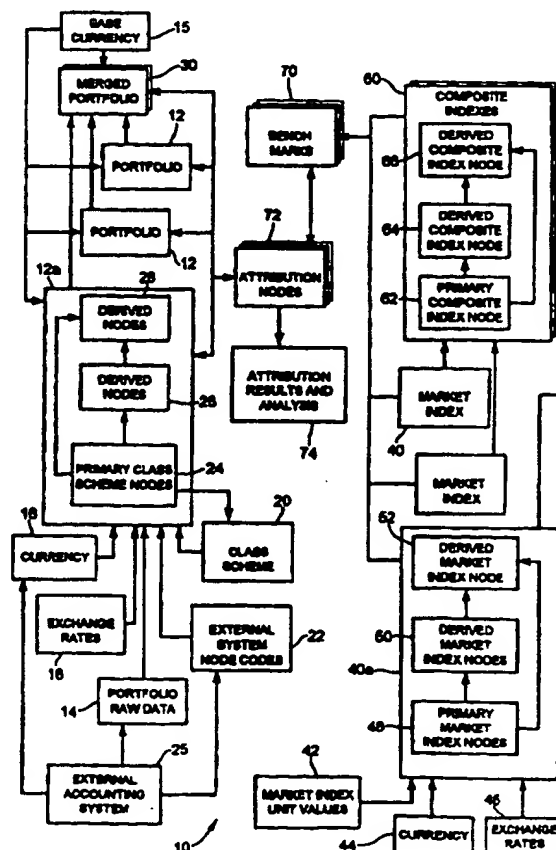 BASE
CURRENCY
15
MERGED
PORTFOLIO
30
12
PORTFOLIO
PORTFOLIO
12
12a
28
DERIVED
NODES
DERIVED
NODES
26
PRIMARY CLASS
SCHEME NODES
24
18
CURRENCY
20
CLASS
SCHEME
EXCHANGE
RATES
16
EXTERNAL
SYSTEM
NODE CODES
22
14
PORTFOLIO
RAW DATA
25
EXTERNAL
ACCOUNTING
SYSTEM
10
70
BENCH
MARKS
72
ATTRIBUTION
NODES
ATTRIBUTION
RESULTS AND
ANALYSIS
74
60
COMPOSITE
INDEXES
DERIVED
COMPOSITE
INDEX NODE
66
DERIVED
COMPOSITE
INDEX NODE
64
PRIMARY
COMPOSITE
INDEX NODE
62
MARKET
INDEX
40
MARKET
INDEX
52
DERIVED
MARKET
INDEX NODE
50
DERIVED
MARKET
INDEX NODES
40a
PRIMARY
MARKET
INDEX NODES
48
42
MARKET INDEX
UNIT VALUES
44
CURRENCY
46
EXCHANGE
RATES